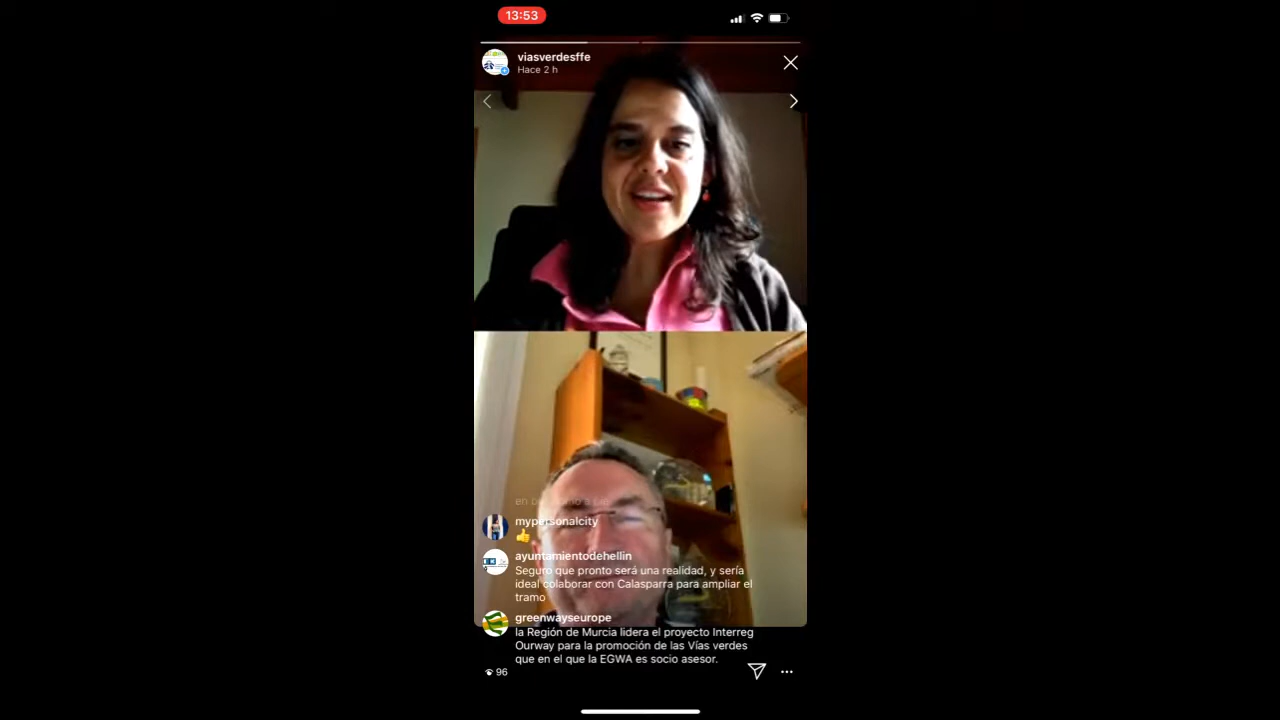 13:53
viasverdesffe
Hace 2 h
mypersonalcity
👍
ayuntamientodehellin
Seguro que pronto será una realidad, y sería
ideal colaborar con Calasparra para ampliar el
tramo
greenwayseurope
la Región de Murcia lidera el proyecto Interreg
Ourway para la promoción de las Vías verdes
que en el que la EGWA es socio asesor.
96